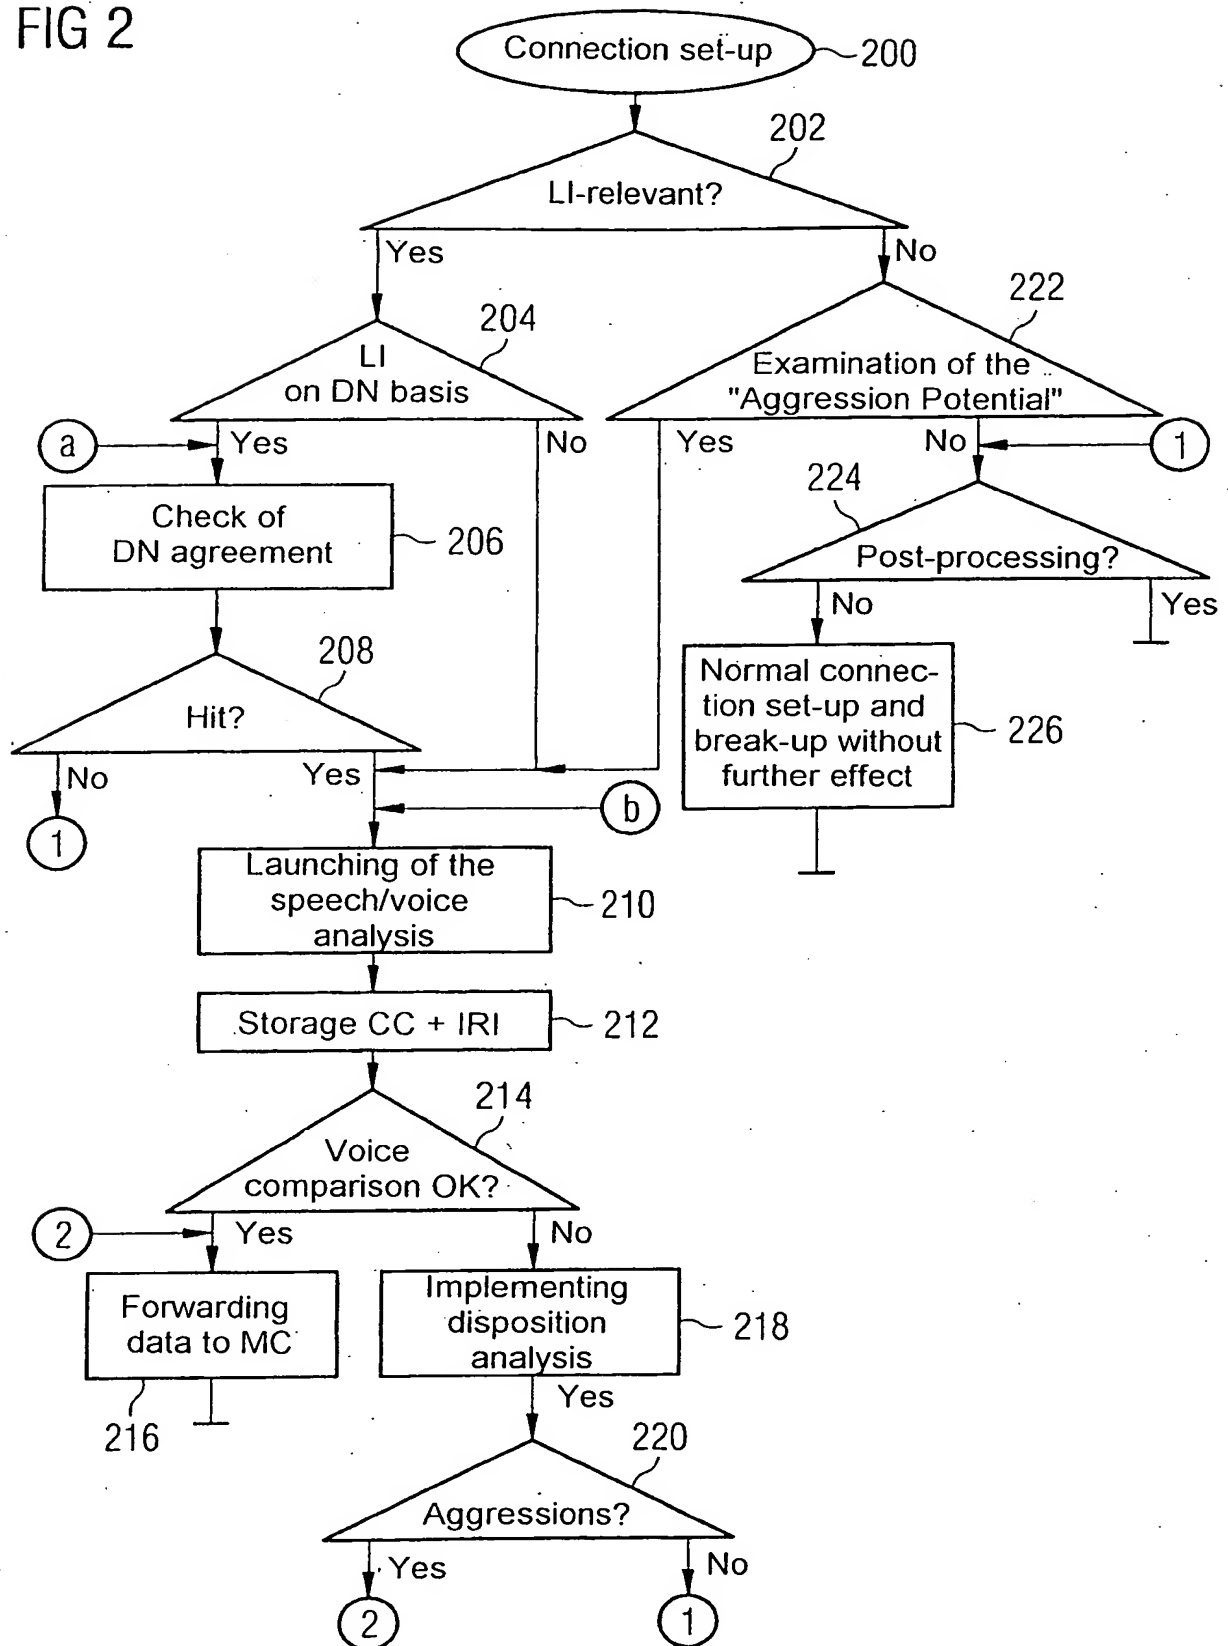 FIG 2
Connection set-up
200
202
LI-relevant?
Yes
No
222
204
LI
on DN basis
Examination of the
"Aggression Potential"
a
Yes
No
Yes
No
1
224
Check of
DN agreement
206
Post-processing?
No
Yes
208
Hit?
Normal connec-
tion set-up and
break-up without
further effect
226
No
Yes
1
b
Launching of the
speech/voice
analysis
210
Storage CC + IRI
212
214
Voice
comparison OK?
2
Yes
No
Forwarding
data to MC
216
Implementing
disposition
analysis
218
Yes
220
Aggressions?
Yes
No
2
1